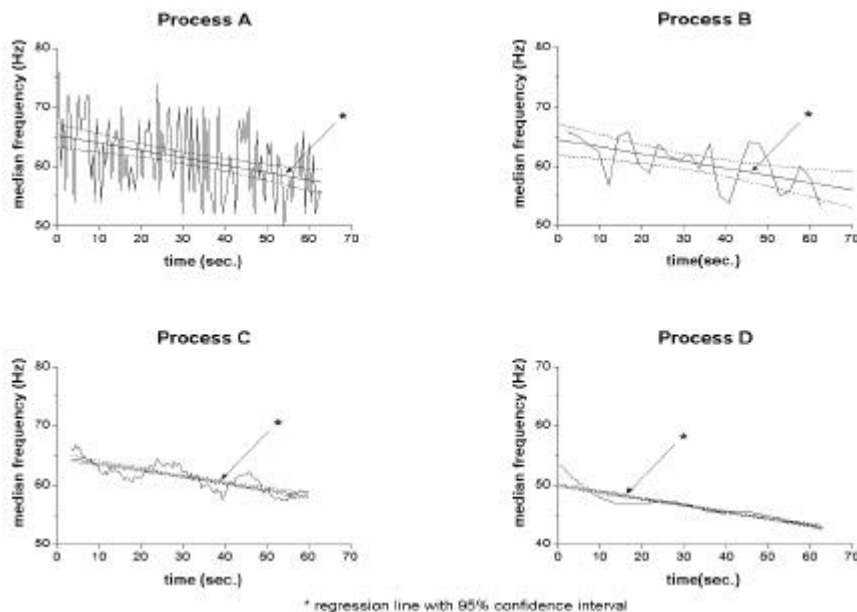 Process A
median frequency (Hz)
80
70
60
50
0 10 20 30 40 50 60 70
time (sec.)
*
Process B
median frequency (Hz)
80
70
60
50
0 10 20 30 40 50 60 70
time(sec.)
*
Process C
median frequency (Hz)
80
70
60
50
0 10 20 30 40 50 60 70
time (sec.)
*
Process D
median frequency (Hz)
70
60
50
40
0 10 20 30 40 50 60 70
time(sec.)
*
* regression line with 95% confidence interval